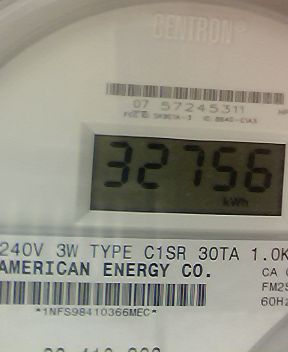 CENTRON®
07 57245311
32756
kWh
240V 3W TYPE C1SR 30TA 1.0K
AMERICAN ENERGY CO.
CA
FM2S
60Hz
*1NFS98410366MEC*